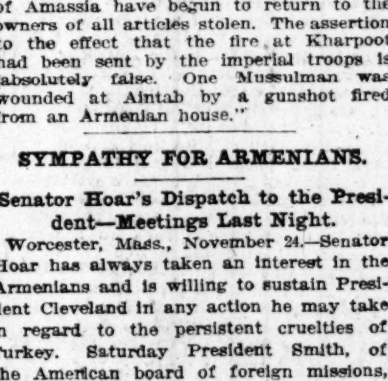 of Amassia have begun to return to the
owners of all articles stolen. The assertion
to the effect that the fire at Kharpoot
had been sent by the imperial troops is
absolutely false. One Mussulman was
wounded at Aintab by a gunshot fired
from an Armenian house."
SYMPATHY FOR ARMENIANS.
Senator Hoar's Dispatch to the Presi-
dent—Meetings Last Night.
Worcester, Mass., November 24.—Senator
Hoar has always taken an interest in the
Armenians and is willing to sustain Presi-
dent Cleveland in any action he may take
in regard to the persistent cruelties of
Turkey. Saturday President Smith, of
the American board of foreign missions,